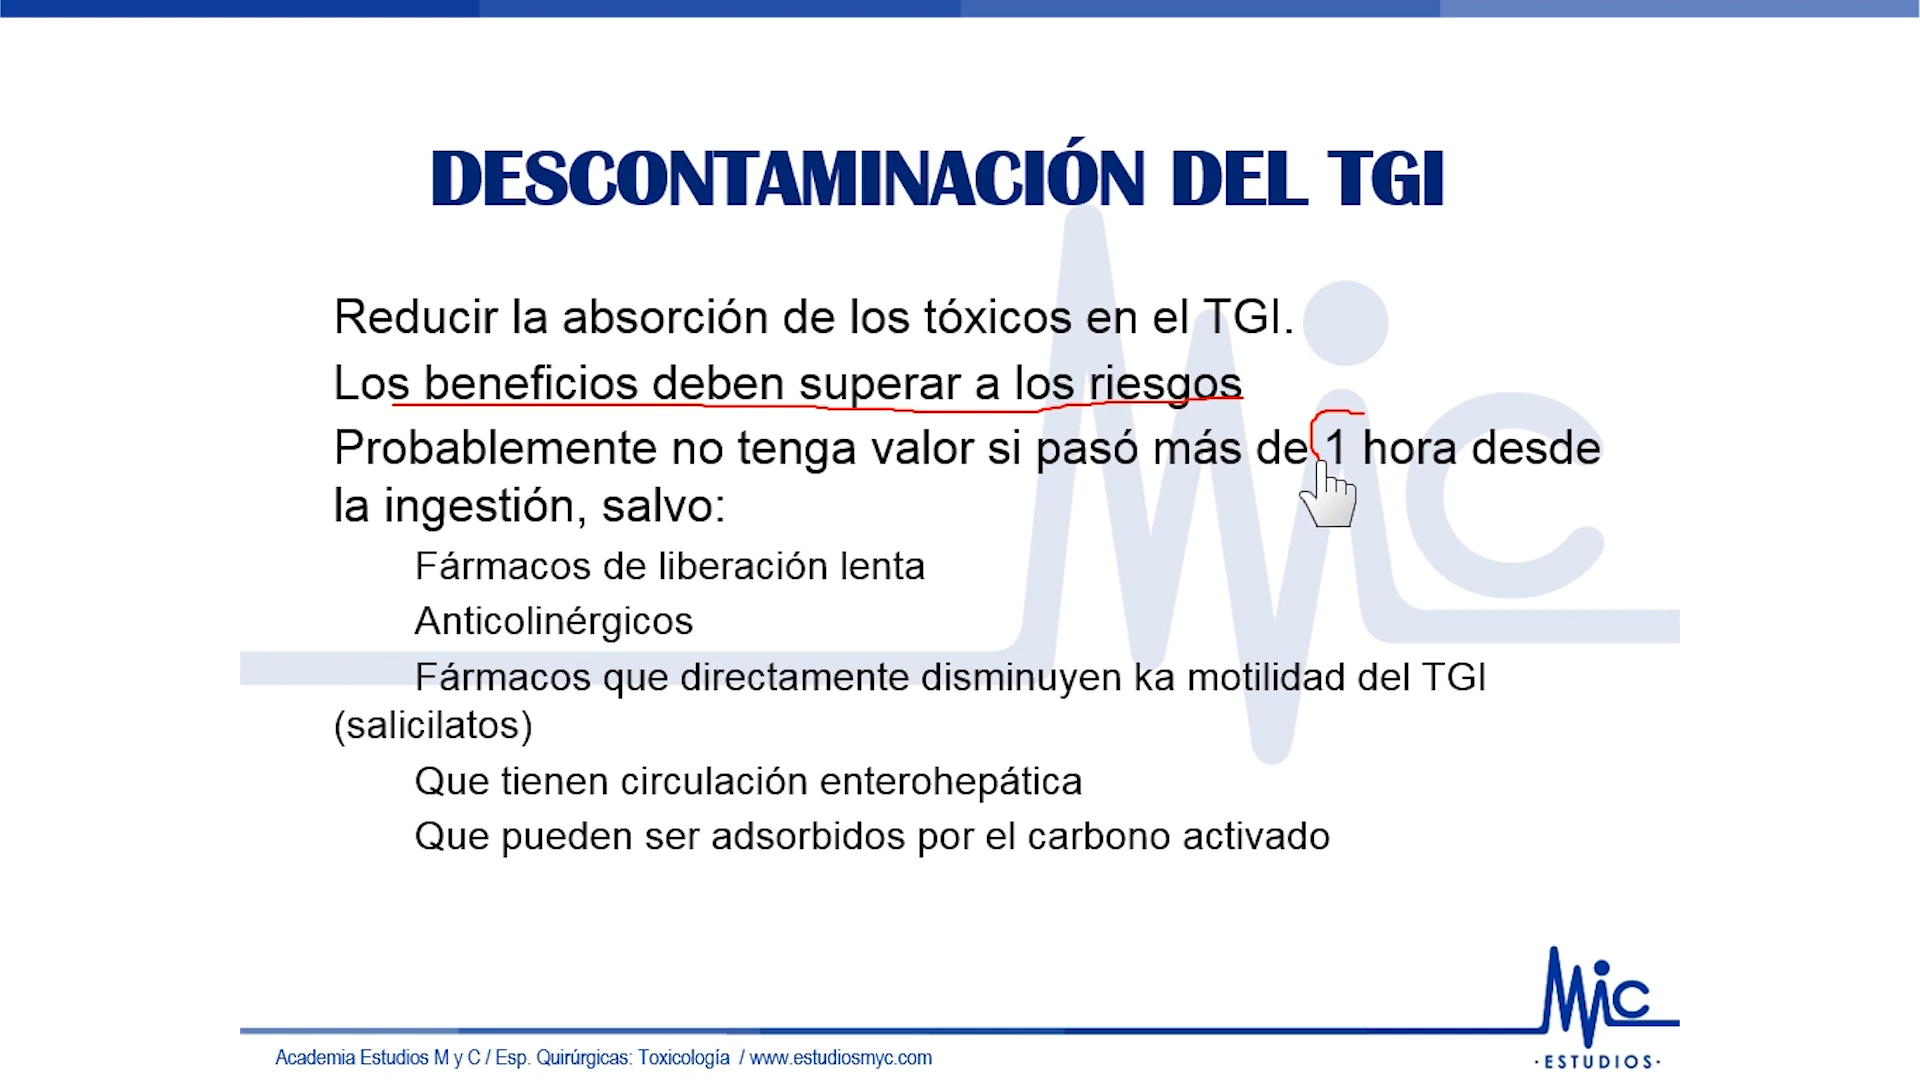 DESCONTAMINACIÓN DEL TGI
Reducir la absorción de los tóxicos en el TGI.
Los beneficios deben superar a los riesgos
Probablemente no tenga valor si pasó más de 1 hora desde
la ingestión, salvo:
Fármacos de liberación lenta
Anticolinérgicos
Fármacos que directamente disminuyen ka motilidad del TGI
(salicilatos)
Que tienen circulación enterohepática
Que pueden ser adsorbidos por el carbono activado
MiC
MiC
·ESTUDIOS·
Academia Estudios M y C / Esp. Quirúrgicas: Toxicología / www.estudiosmyc.com